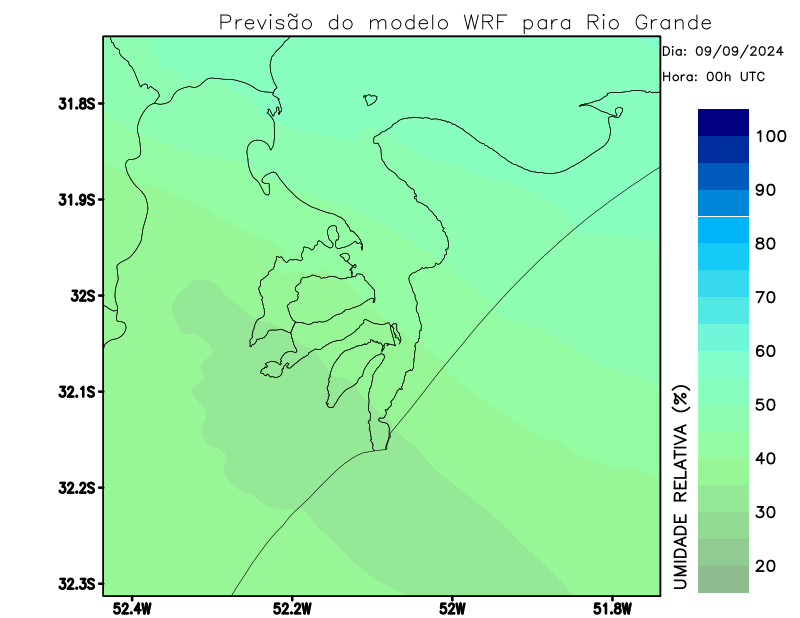 Previsão do modelo WRF para Rio Grande
Dia: 09/09/2024
Hora: 00h UTC
31.8S
31.9S
32S
32.1S
32.2S
32.3S
52.4W
52.2W
52W
51.8W
100
90
80
70
60
50
40
30
20
UMIDADE RELATIVA (%)